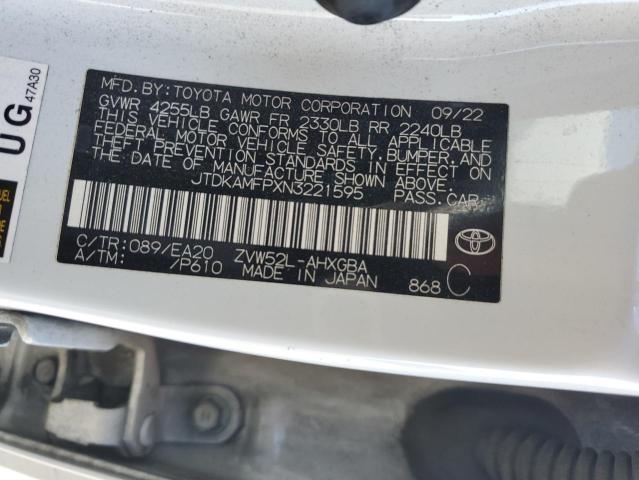 MFD. BY: TOYOTA MOTOR CORPORATION 09/22
GVWR 4255LB GAWR FR 2330LB RR 2240LB
THIS VEHICLE CONFORMS TO ALL APPLICABLE
FEDERAL MOTOR VEHICLE SAFETY, BUMPER, AND
THEFT PREVENTION STANDARDS IN EFFECT ON
THE DATE OF MANUFACTURE SHOWN ABOVE.
JTDKAMFPXN3221595 PASS. CAR
C/TR: 089/EA20 ZVW52L-AHXGBA
A/TM: /P610 MADE IN JAPAN 868 C
UG
47A30